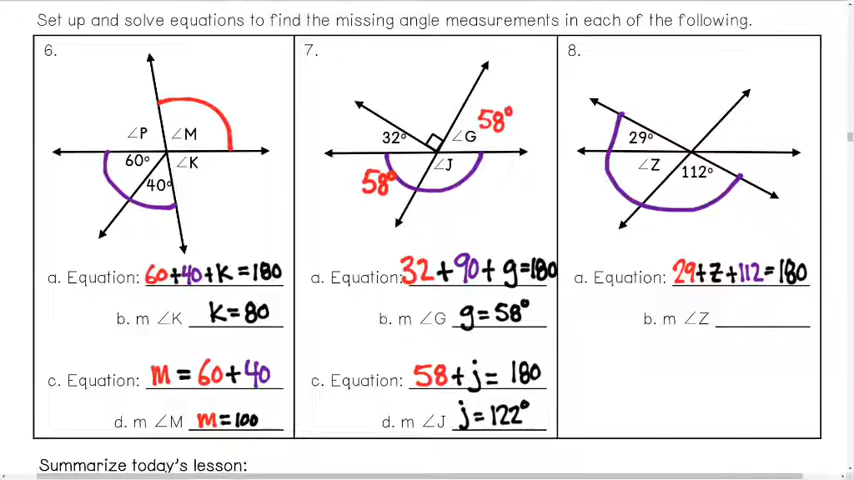 Set up and solve equations to find the missing angle measurements in each of the following.
6.
∠P ∠M
60° ∠K
40°
a. Equation: 60+40+K=180
b. m ∠K K=80
c. Equation: m=60+40
d. m ∠M m=100
7.
58°
32° ∠G
58° ∠J
a. Equation: 32+90+g=180
b. m ∠G g=58°
c. Equation: 58+j=180
d. m ∠J j=122°
8.
29°
∠Z 112°
a. Equation: 29+z+112=180
b. m ∠Z
Summarize today's lesson: